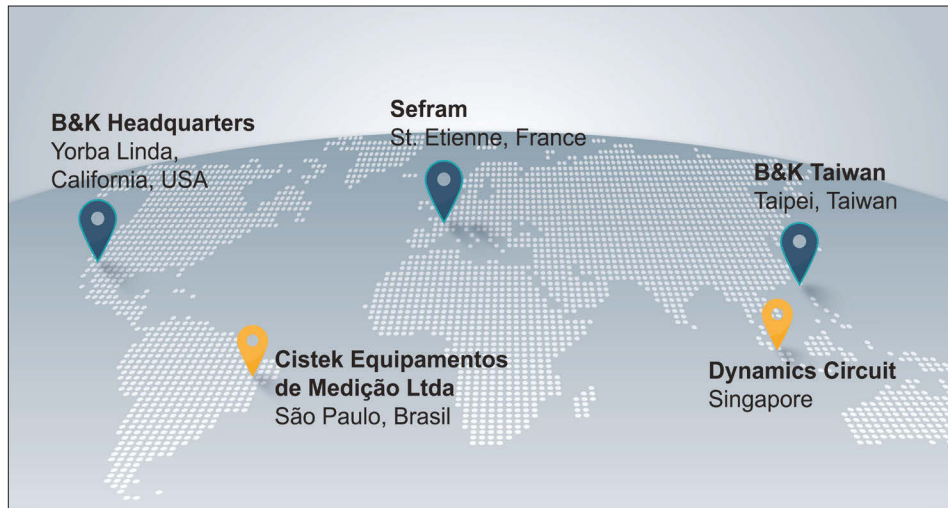 B&K Headquarters
Yorba Linda,
California, USA
Sefram
St. Etienne, France
B&K Taiwan
Taipei, Taiwan
Cistek Equipamentos
de Medição Ltda
São Paulo, Brasil
Dynamics Circuit
Singapore